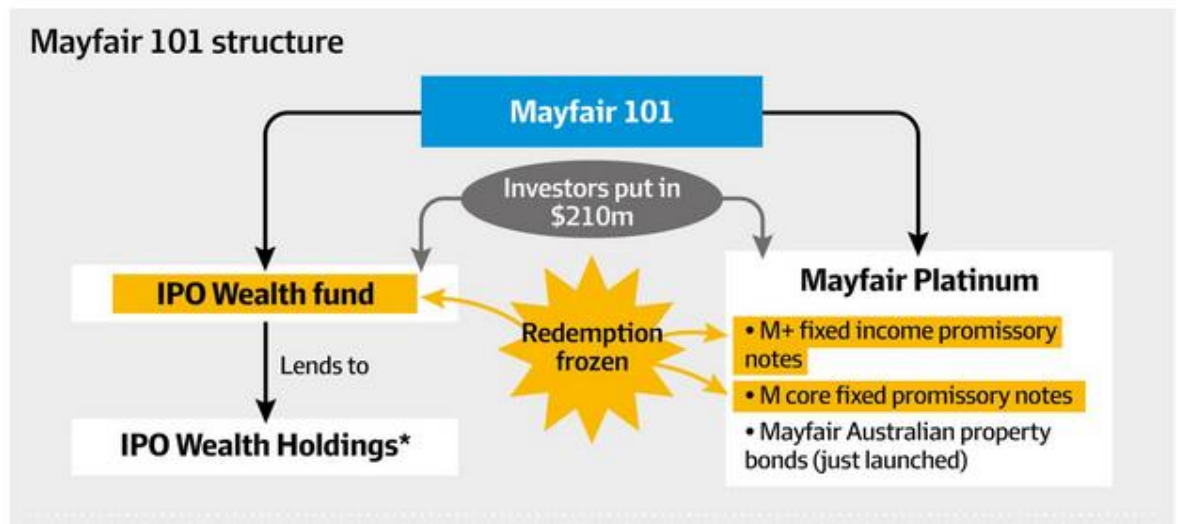 Mayfair 101 structure
Mayfair 101
Investors put in
$210m
IPO Wealth fund
Lends to
IPO Wealth Holdings*
Redemption
frozen
Mayfair Platinum
• M+ fixed income promissory
notes
• M core fixed promissory notes
• Mayfair Australian property
bonds (just launched)